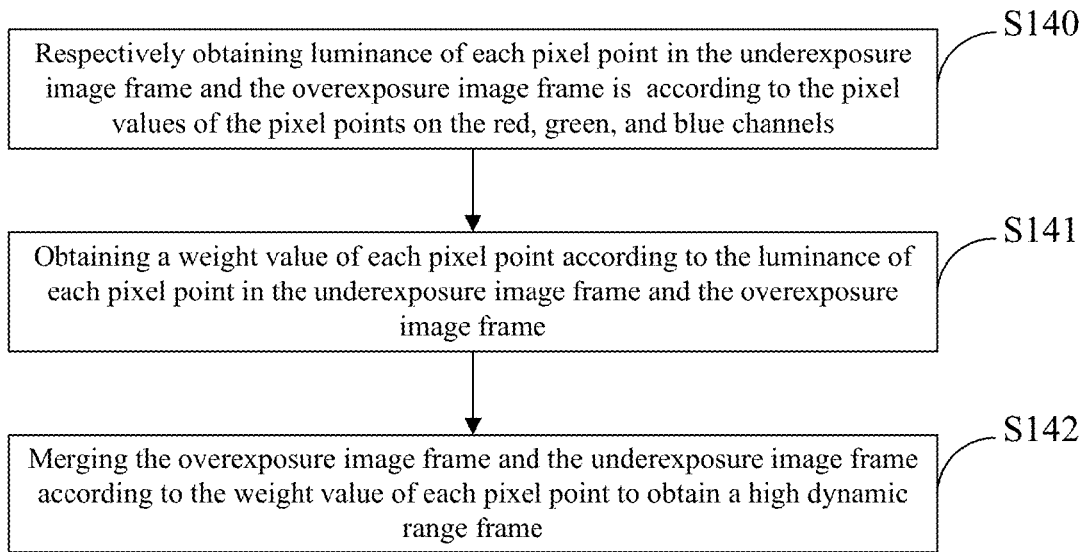 S140
Respectively obtaining luminance of each pixel point in the underexposure
image frame and the overexposure image frame is according to the pixel
values of the pixel points on the red, green, and blue channels
S141
Obtaining a weight value of each pixel point according to the luminance of
each pixel point in the underexposure image frame and the overexposure
image frame
S142
Merging the overexposure image frame and the underexposure image frame
according to the weight value of each pixel point to obtain a high dynamic
range frame